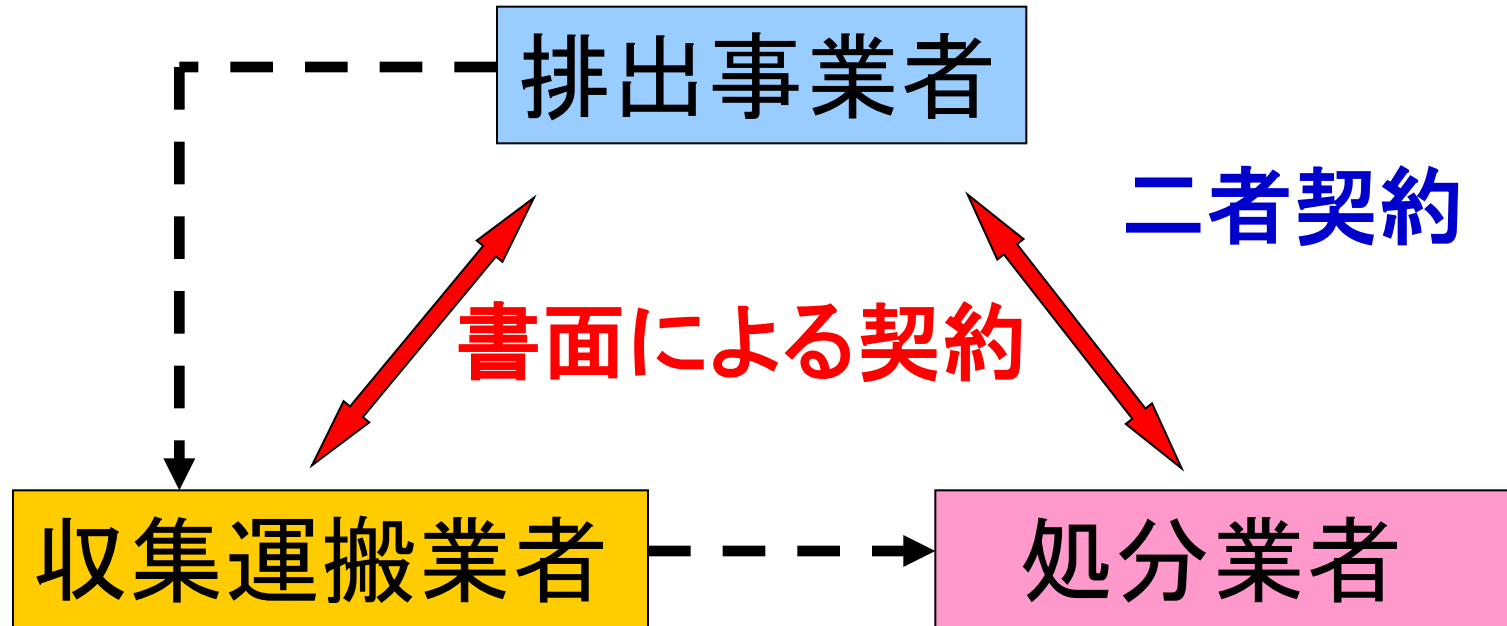 排出事業者
二者契約
書面による契約
収集運搬業者
処分業者